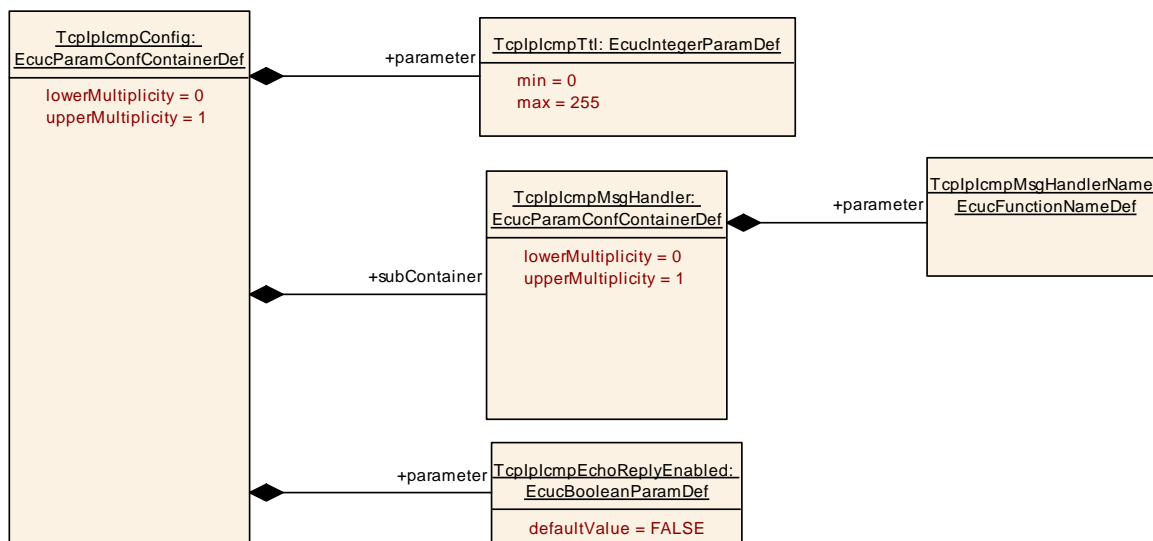 TcpIpIcmpConfig:
EcucParamConfContainerDef
lowerMultiplicity = 0
upperMultiplicity = 1
+parameter
TcpIpIcmpTtl: EcucIntegerParamDef
min = 0
max = 255
+subContainer
TcpIpIcmpMsgHandler:
EcucParamConfContainerDef
lowerMultiplicity = 0
upperMultiplicity = 1
+parameter
TcpIpIcmpMsgHandlerName
EcucFunctionNameDef
+parameter
TcpIpIcmpEchoReplyEnabled:
EcucBooleanParamDef
defaultValue = FALSE